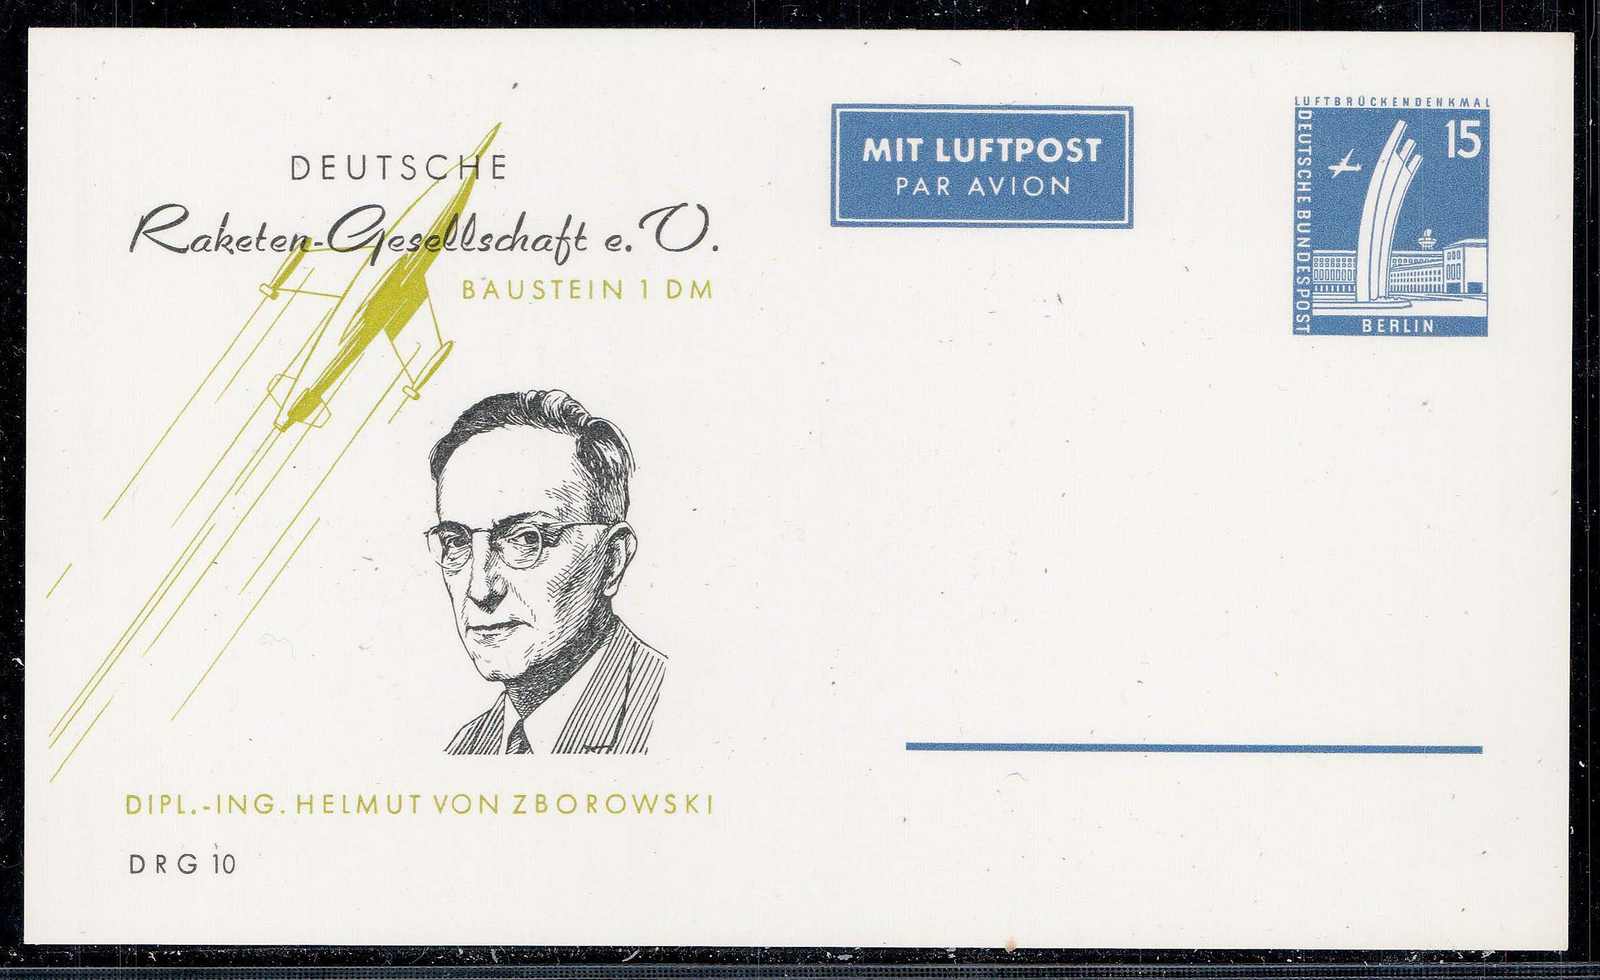 DEUTSCHE
Raketen-Gesellschaft e. V.
BAUSTEIN 1 DM
MIT LUFTPOST
PAR AVION
LUFTBRÜCKENDENKMAL
DEUTSCHE BUNDESPOST
15
BERLIN
DIPL.-ING. HELMUT VON ZBOROWSKI
DRG 10